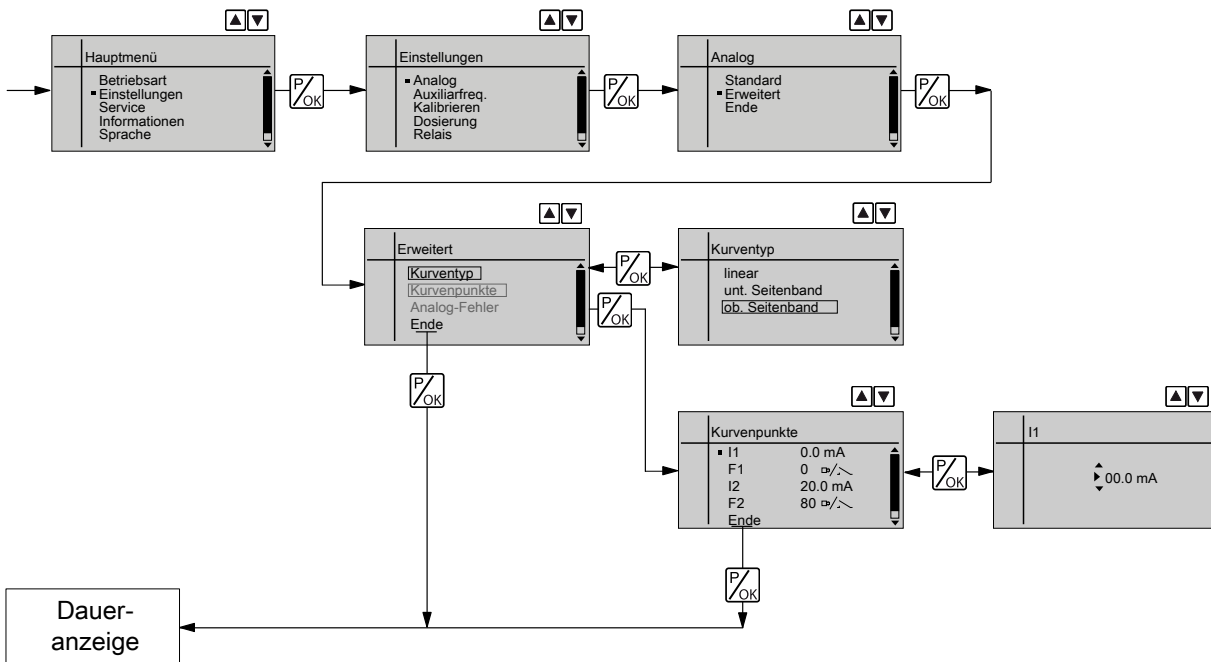 Hauptmenü
Betriebsart
Einstellungen
Service
Informationen
Sprache
P/OK
Einstellungen
Analog
Auxiliarfreq.
Kalibrieren
Dosierung
Relais
P/OK
Analog
Standard
Erweitert
Ende
P/OK
Erweitert
Kurventyp
Kurvenpunkte
Analog-Fehler
Ende
P/OK
P/OK
Kurventyp
linear
unt. Seitenband
ob. Seitenband
P/OK
Kurvenpunkte
I1 0.0 mA
F1 0
I2 20.0 mA
F2 80
Ende
P/OK
I1
00.0 mA
P/OK
Dauer-
anzeige